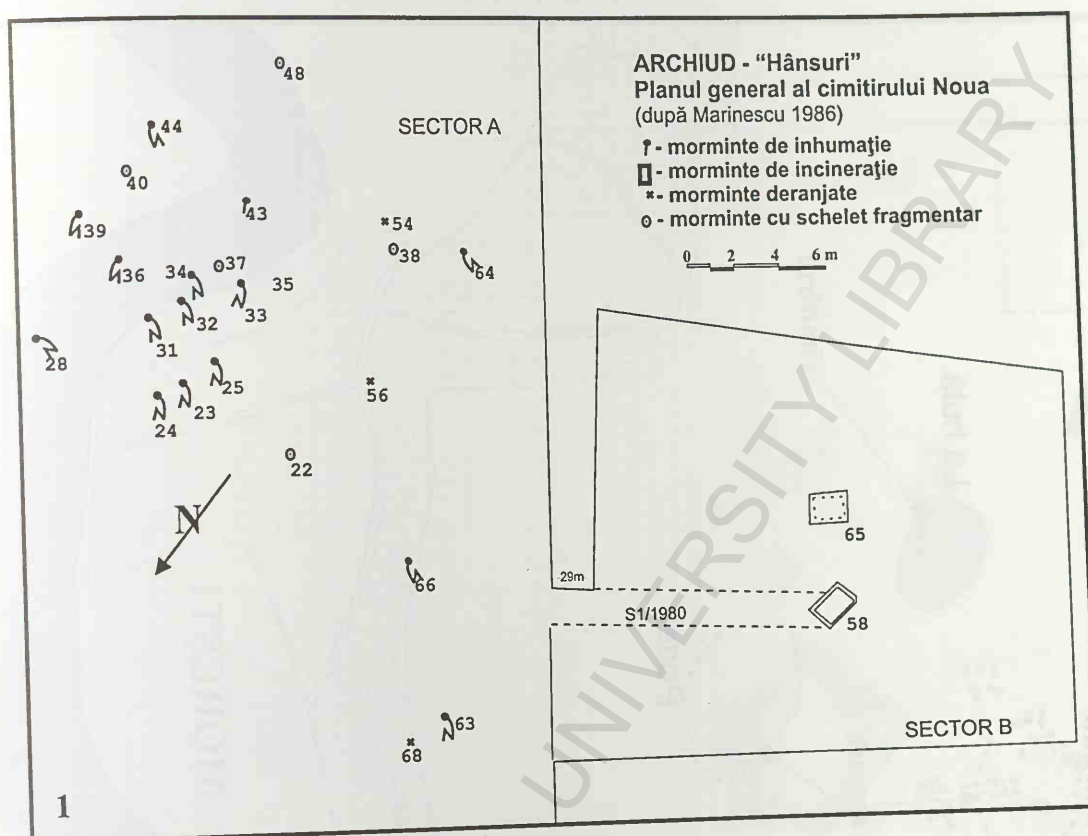 ARCHIUD - “Hânsuri”
Planul general al cimitirului Noua
(după Marinescu 1986)
- morminte de inhumaţie
- morminte de incineraţie
- morminte deranjate
- morminte cu schelet fragmentar
0 2 4 6 m
SECTOR A
48
44
40
43
39
54
38
64
36
34
37
35
33
32
31
28
25
23
24
56
22
N
66
63
68
1
65
29m
S1/1980
58
SECTOR B
UNIVERSITY LIBRARY